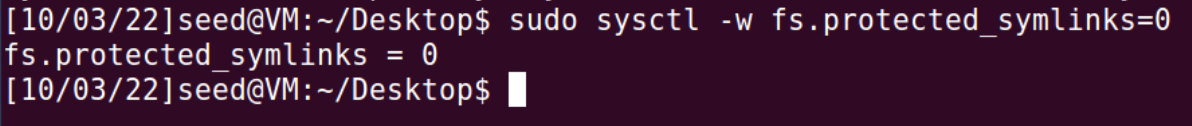 [10/03/22]seed@VM:~/Desktop$ sudo sysctl -w fs.protected_symlinks=0
fs.protected_symlinks = 0
[10/03/22]seed@VM:~/Desktop$